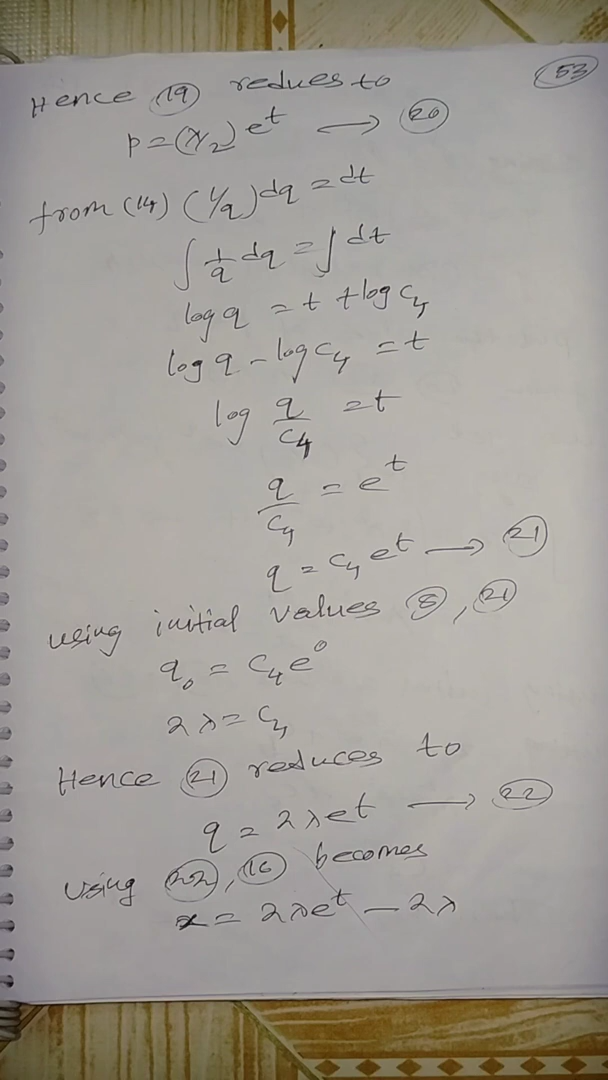 53
Hence (19) reduces to
p = (λ/2) e^t → (20)
from (14) (1/q) dq = dt
∫ 1/q dq = ∫ dt
log q = t + log c₄
log q - log c₄ = t
log q/c₄ = t
q/c₄ = e^t
q = c₄ e^t → (21)
using initial values (8), (21)
q₀ = c₄ e⁰
2λ = c₄
Hence (21) reduces to
q = 2λe^t → (22)
Using (22), (16) becomes
x = 2λe^t - 2λ